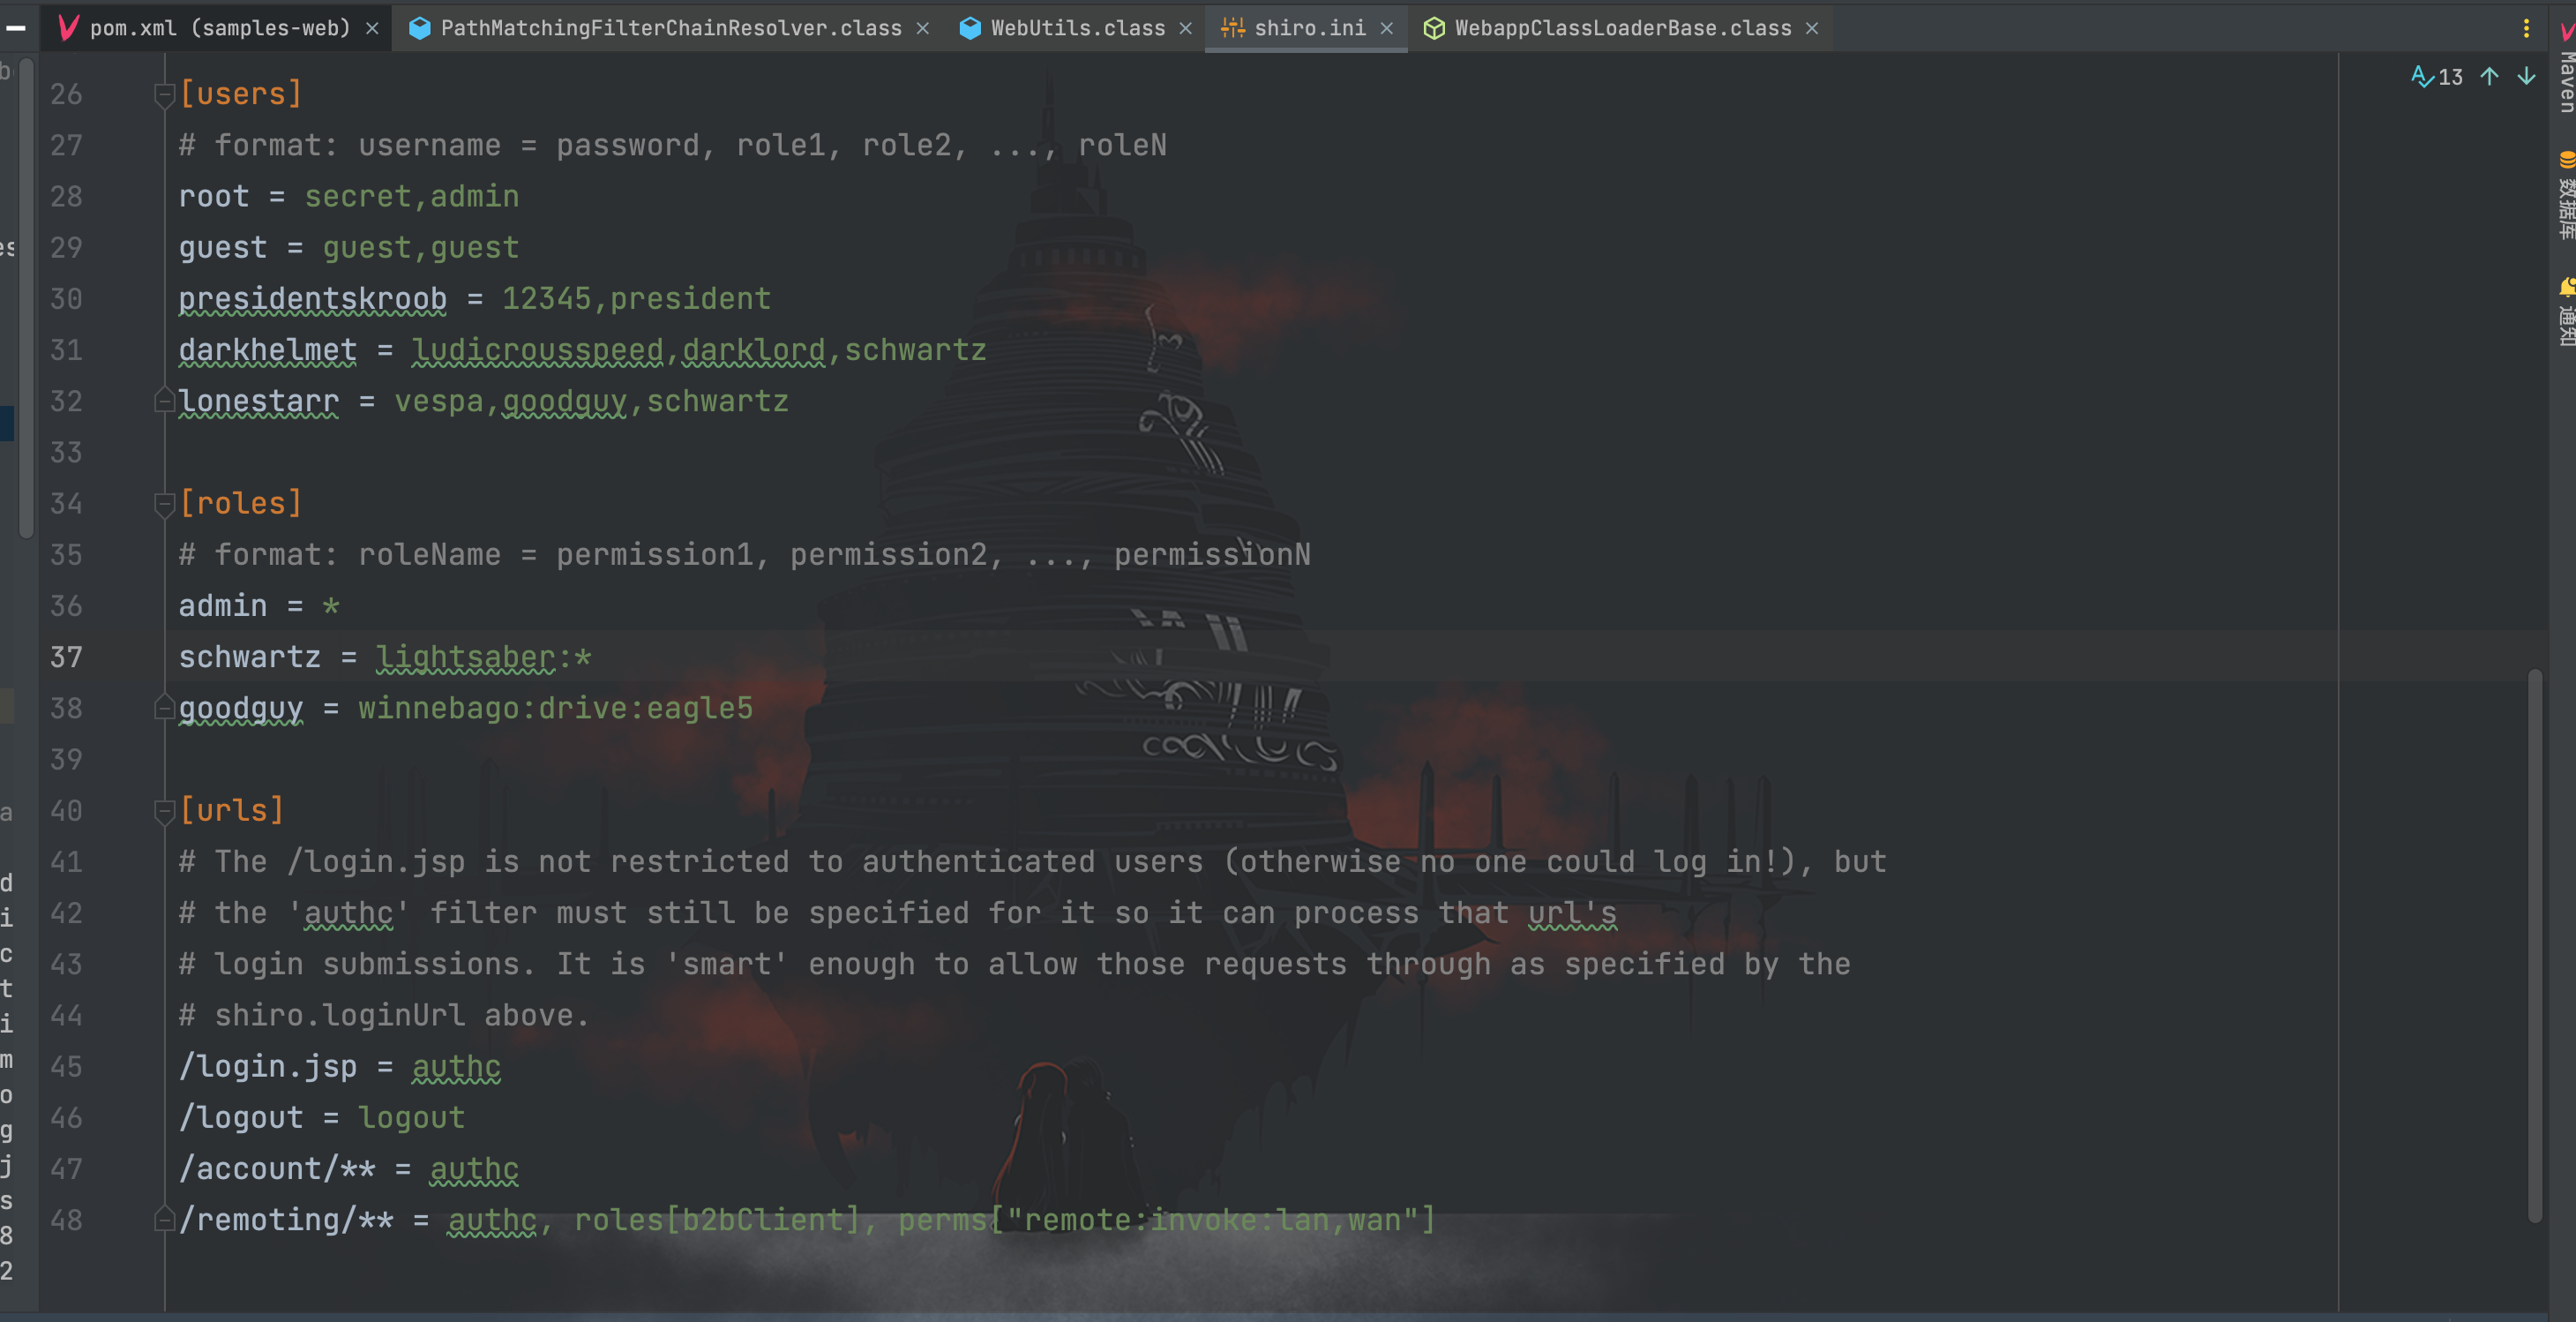 pom.xml (samples-web)
PathMatchingFilterChainResolver.class
WebUtils.class
shiro.ini
WebappClassLoaderBase.class
13
Maven
数据库
通知
26 [users]
27 # format: username = password, role1, role2, ..., roleN
28 root = secret,admin
29 guest = guest,guest
30 presidentskroob = 12345,president
31 darkhelmet = ludicrousspeed,darklord,schwartz
32 lonestarr = vespa,goodguy,schwartz
33
34 [roles]
35 # format: roleName = permission1, permission2, ..., permissionN
36 admin = *
37 schwartz = lightsaber:*
38 goodguy = winnebago:drive:eagle5
39
40 [urls]
41 # The /login.jsp is not restricted to authenticated users (otherwise no one could log in!), but
42 # the 'authc' filter must still be specified for it so it can process that url's
43 # login submissions. It is 'smart' enough to allow those requests through as specified by the
44 # shiro.loginUrl above.
45 /login.jsp = authc
46 /logout = logout
47 /account/** = authc
48 /remoting/** = authc, roles[b2bClient], perms["remote:invoke:lan,wan"]